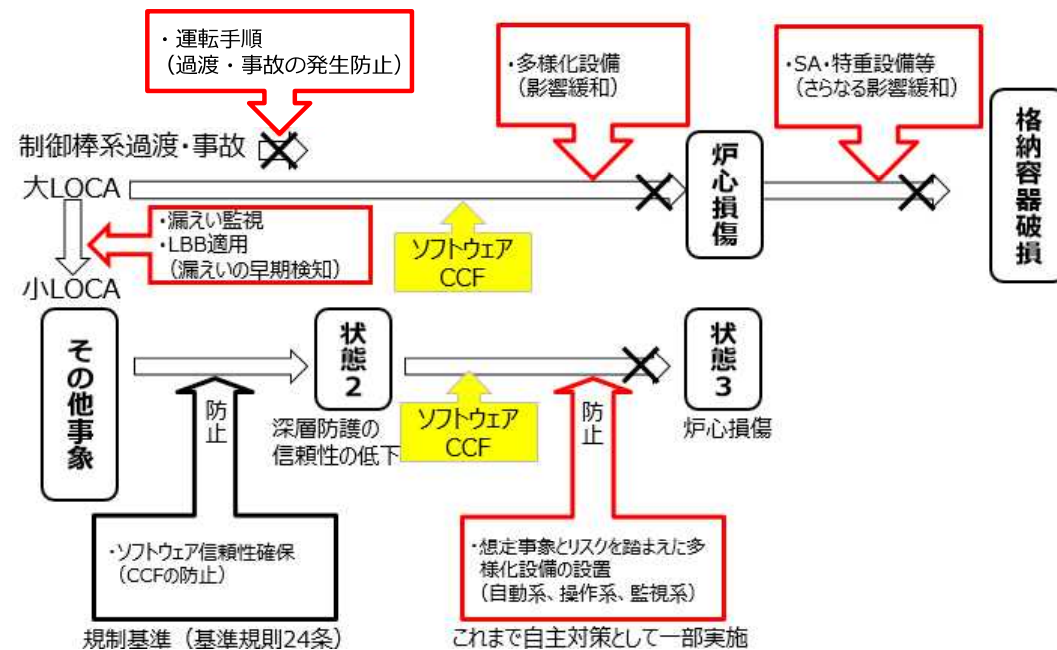 ・運転手順
（過渡・事故の発生防止）
・多様化設備
（影響緩和）
・SA・特重設備等
（さらなる影響緩和）
制御棒系過渡・事故
大LOCA
炉心損傷
格納容器破損
・漏えい監視
・LBB適用
（漏えいの早期検知）
ソフトウェア
CCF
小LOCA
その他事象
状態2
状態3
防止
深層防護の
信頼性の低下
ソフトウェア
CCF
防止
炉心損傷
・ソフトウェア信頼性確保
（CCFの防止）
・想定事象とリスクを踏まえた多
様化設備の設置
（自動系、操作系、監視系）
規制基準（基準規則24条）
これまで自主対策として一部実施